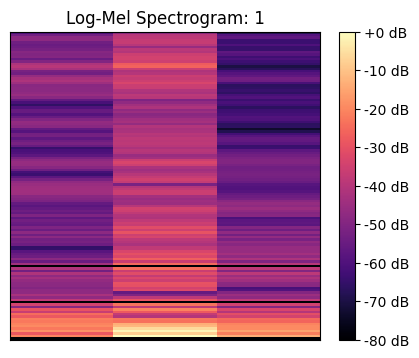 Log-Mel Spectrogram: 1
+0 dB
-10 dB
-20 dB
-30 dB
-40 dB
-50 dB
-60 dB
-70 dB
-80 dB